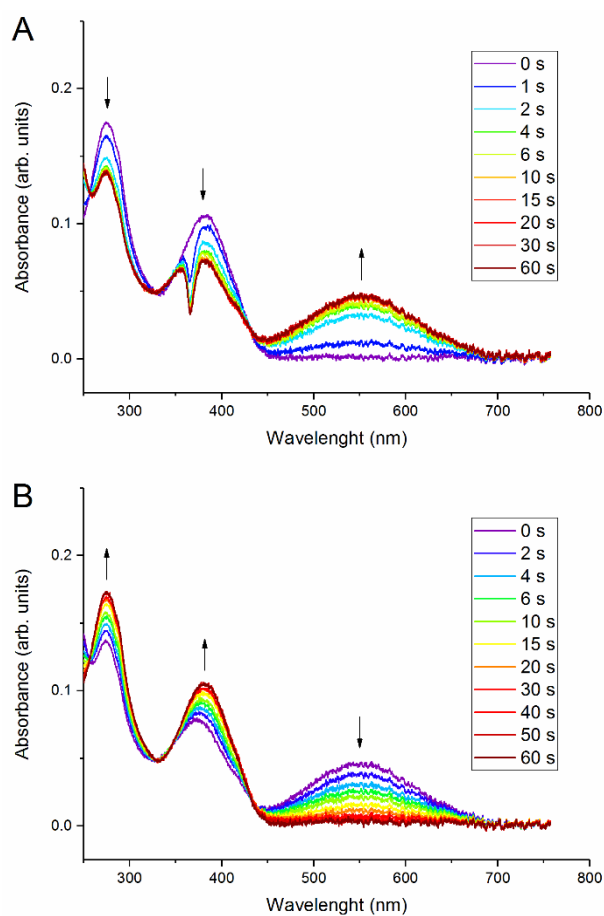 A
Absorbance (arb. units)
0.2
0.1
0.0
300 400 500 600 700 800
Wavelenght (nm)
0 s
1 s
2 s
4 s
6 s
10 s
15 s
20 s
30 s
60 s
B
Absorbance (arb. units)
0.2
0.1
0.0
300 400 500 600 700 800
Wavelenght (nm)
0 s
2 s
4 s
6 s
10 s
15 s
20 s
30 s
40 s
50 s
60 s